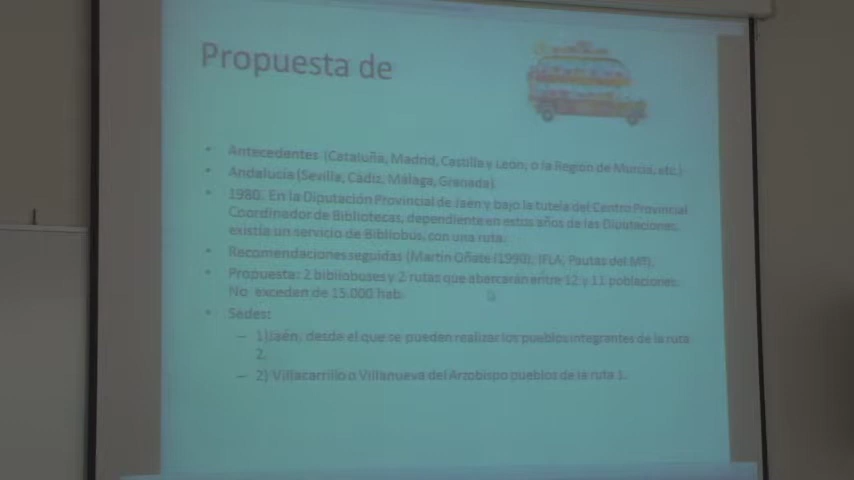 Propuesta de
• Antecedentes (Cataluña, Madrid, Castilla y León, o la Región de Murcia, etc.)
• Andalucía (Sevilla, Cádiz, Málaga, Granada).
• 1980. En la Diputación Provincial de Jaén y bajo la tutela del Centro Provincial
Coordinador de Bibliotecas, dependiente en estos años de las Diputaciones,
existía un servicio de Bibliobús, con una ruta.
• Recomendaciones seguidas (Martín Oñate (1990), IFLA, Pautas del MP).
• Propuesta: 2 bibliobuses y 2 rutas que abarcarán entre 12 y 11 poblaciones.
No exceden de 15.000 hab.
• Sedes:
– 1)Jaén, desde el que se pueden realizar los pueblos integrantes de la ruta
2.
– 2) Villacarrillo o Villanueva del Arzobispo pueblos de la ruta 1.